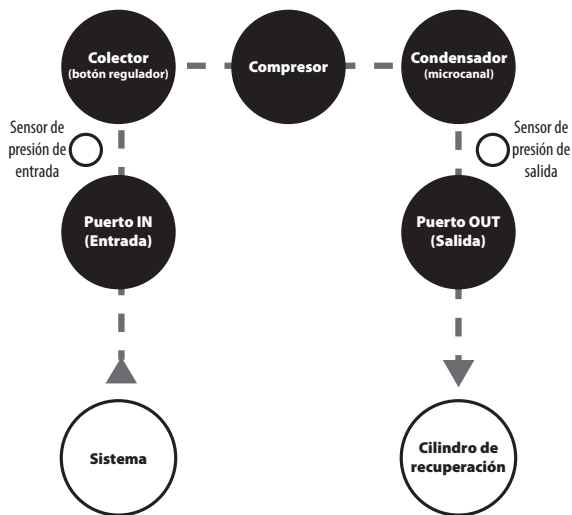 Colector
(botón regulador)
Compresor
Condensador
(microcanal)
Sensor de
presión de
entrada
Sensor de
presión de
salida
Puerto IN
(Entrada)
Puerto OUT
(Salida)
Sistema
Cilindro de
recuperación